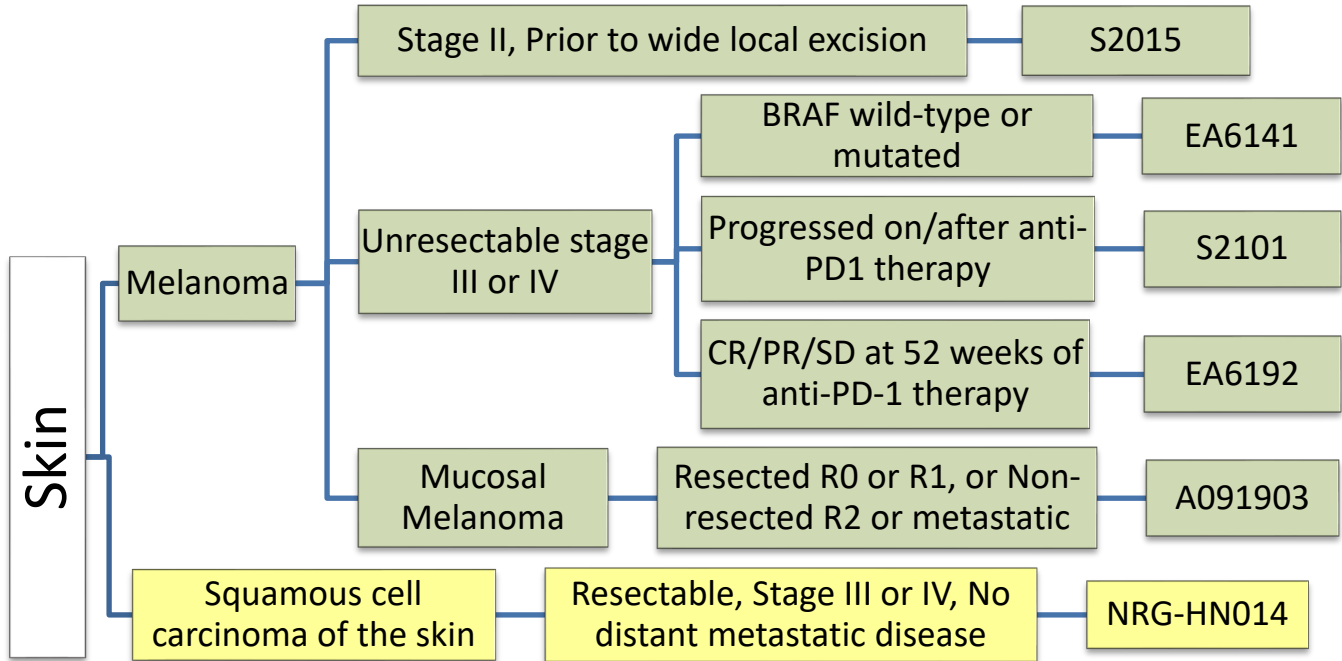 Skin
Melanoma
Stage II, Prior to wide local excision
S2015
Unresectable stage
III or IV
BRAF wild-type or
mutated
EA6141
Progressed on/after anti-
PD1 therapy
S2101
CR/PR/SD at 52 weeks of
anti-PD-1 therapy
EA6192
Mucosal
Melanoma
Resected R0 or R1, or Non-
resected R2 or metastatic
A091903
Squamous cell
carcinoma of the skin
Resectable, Stage III or IV, No
distant metastatic disease
NRG-HN014